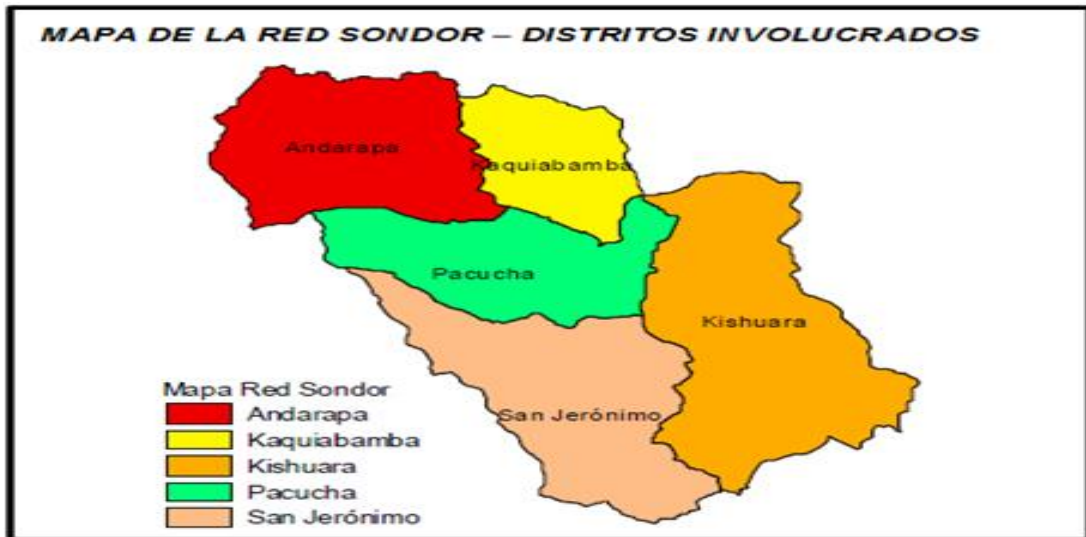 MAPA DE LA RED SONDOR – DISTRITOS INVOLUCRADOS
Andarapa
Kaquiabamba
Pacucha
Kishuara
San Jerónimo
Mapa Red Sondor
Andarapa
Kaquiabamba
Kishuara
Pacucha
San Jerónimo